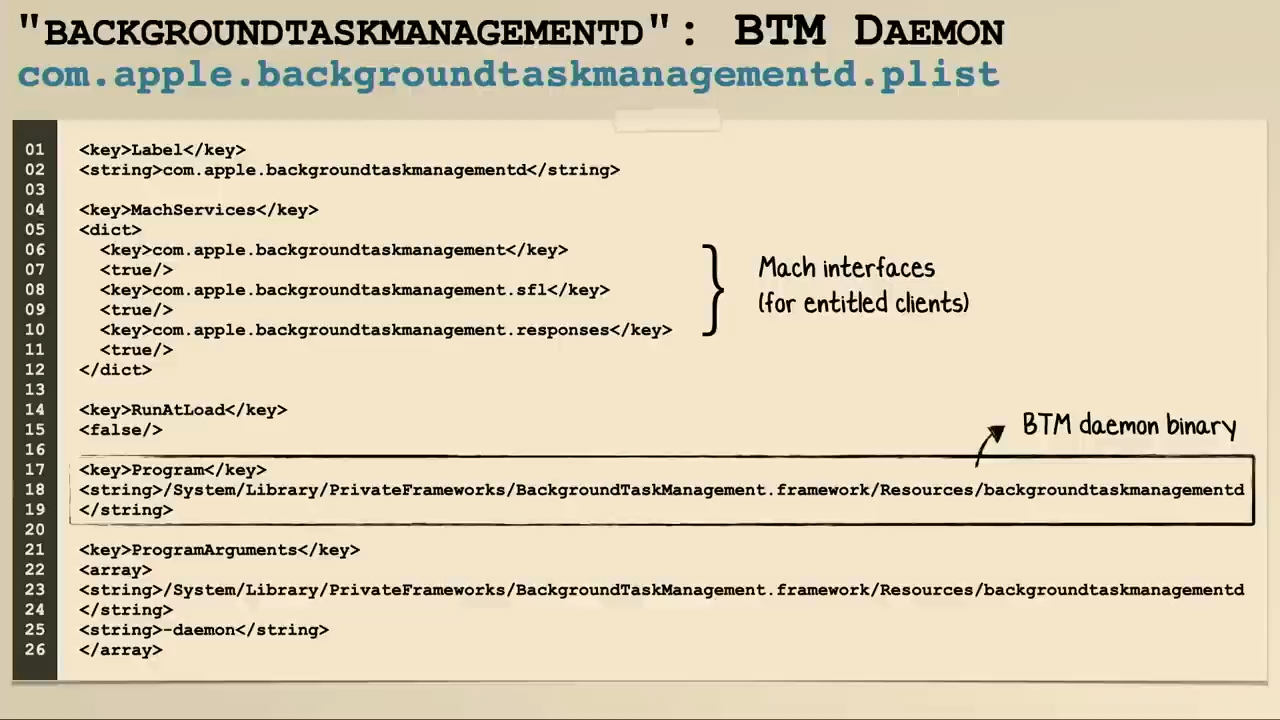 "BACKGROUNDTASKMANAGEMENTD": BTM DAEMON
com.apple.backgroundtaskmanagementd.plist
01 <key>Label</key>
02 <string>com.apple.backgroundtaskmanagementd</string>
03
04 <key>MachServices</key>
05 <dict>
06 <key>com.apple.backgroundtaskmanagement</key>
07 <true/>
08 <key>com.apple.backgroundtaskmanagement.sfl</key>
09 <true/>
10 <key>com.apple.backgroundtaskmanagement.responses</key>
11 <true/>
12 </dict>
Mach interfaces
(for entitled clients)
13
14 <key>RunAtLoad</key>
15 <false/>
16
BTM daemon binary
17 <key>Program</key>
18 <string>/System/Library/PrivateFrameworks/BackgroundTaskManagement.framework/Resources/backgroundtaskmanagementd
19 </string>
20
21 <key>ProgramArguments</key>
22 <array>
23 <string>/System/Library/PrivateFrameworks/BackgroundTaskManagement.framework/Resources/backgroundtaskmanagementd
24 </string>
25 <string>-daemon</string>
26 </array>